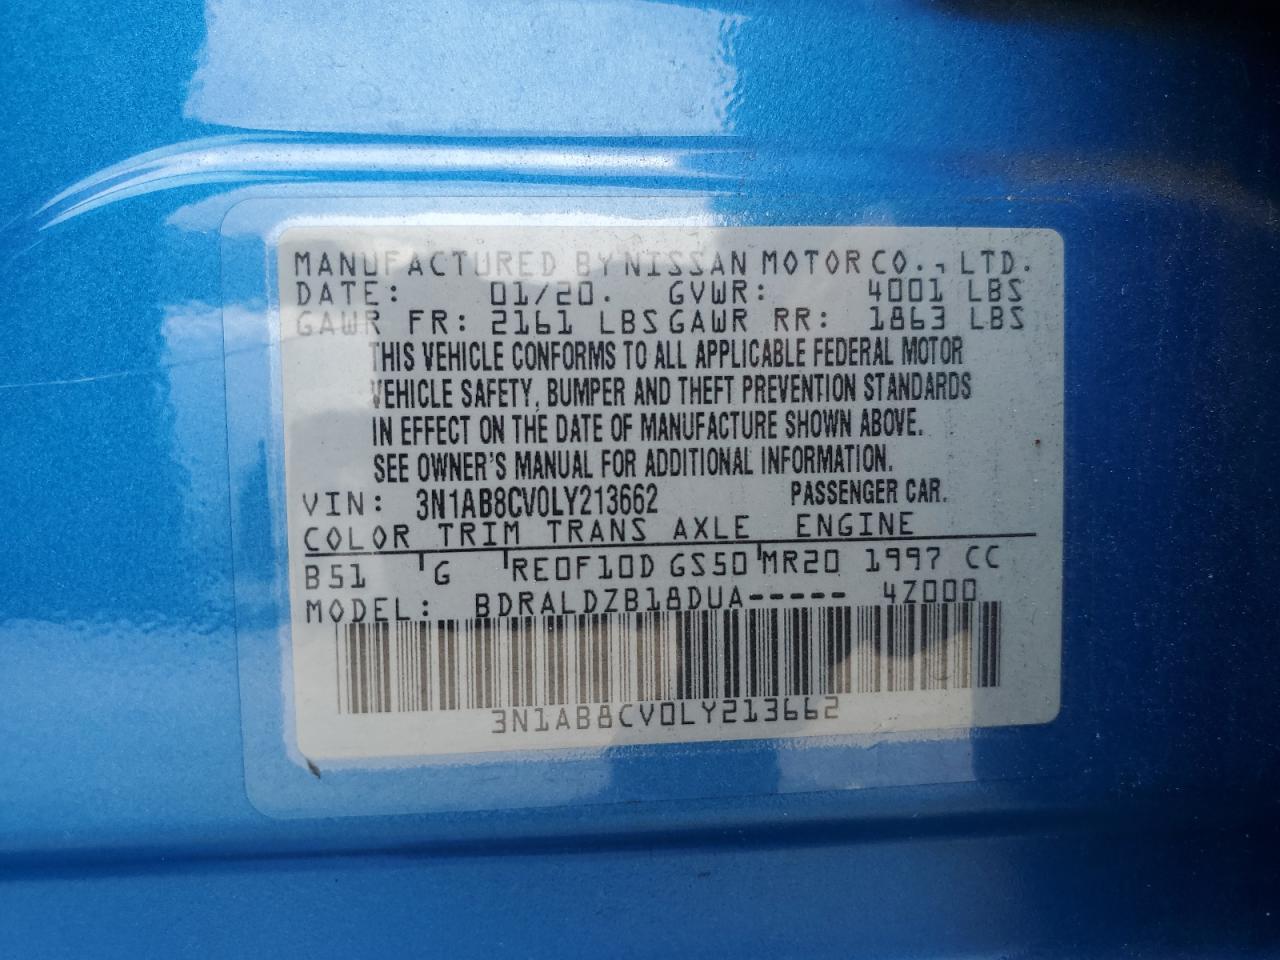 MANUFACTURED BY NISSAN MOTOR CO., LTD.
DATE: 01/20. GVWR: 4001 LBS
GAWR FR: 2161 LBS GAWR RR: 1863 LBS
THIS VEHICLE CONFORMS TO ALL APPLICABLE FEDERAL MOTOR
VEHICLE SAFETY, BUMPER AND THEFT PREVENTION STANDARDS
IN EFFECT ON THE DATE OF MANUFACTURE SHOWN ABOVE.
SEE OWNER'S MANUAL FOR ADDITIONAL INFORMATION.
VIN: 3N1AB8CV0LY213662 PASSENGER CAR.
COLOR TRIM TRANS AXLE ENGINE
B51 G RE0F10D GS50 MR20 1997 CC
MODEL: BDRALDZB18DUA----- 4Z000
3N1AB8CV0LY213662